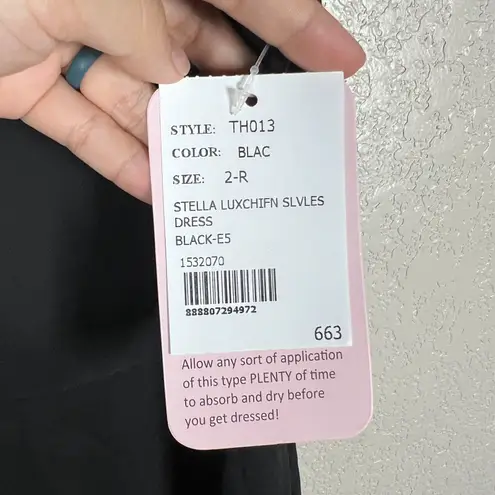 STYLE: TH013
COLOR: BLAC
SIZE: 2-R
STELLA LUXCHIFN SLVLES
DRESS
BLACK-E5
1532070
888807294972
663
Allow any sort of application
of this type PLENTY of time
to absorb and dry before
you get dressed!